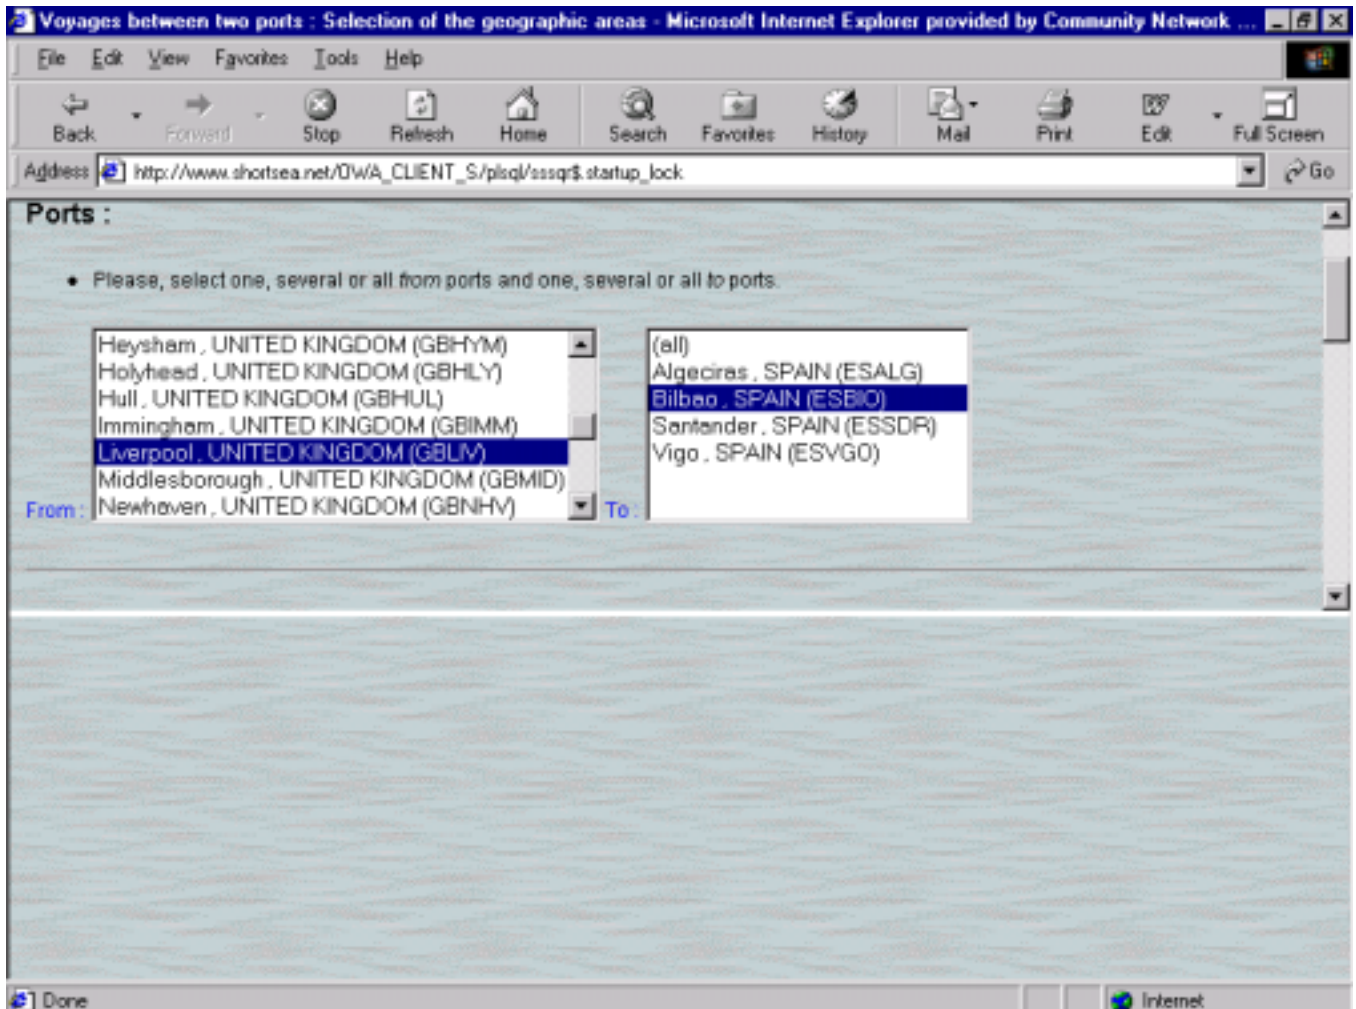 Voyages between two ports : Selection of the geographic areas - Microsoft Internet Explorer provided by Community Network ...
File Edit View Favorites Tools Help
Back Forward Stop Refresh Home Search Favorites History Mail Print Edit Full Screen
Address http://www.shortsea.net/OWA_CLIENT_S/plsql/sssqr$.startup_lock Go
Ports :
• Please, select one, several or all from ports and one, several or all to ports.
Heysham , UNITED KINGDOM (GBHYM)
Holyhead , UNITED KINGDOM (GBHLY)
Hull , UNITED KINGDOM (GBHUL)
Immingham , UNITED KINGDOM (GBIMM)
Liverpool , UNITED KINGDOM (GBLIV)
Middlesborough , UNITED KINGDOM (GBMID)
From : Newhaven , UNITED KINGDOM (GBNHV)
(all)
Algeciras , SPAIN (ESALG)
Bilbao , SPAIN (ESBIO)
Santander , SPAIN (ESSDR)
Vigo , SPAIN (ESVGO)
To :
Done Internet